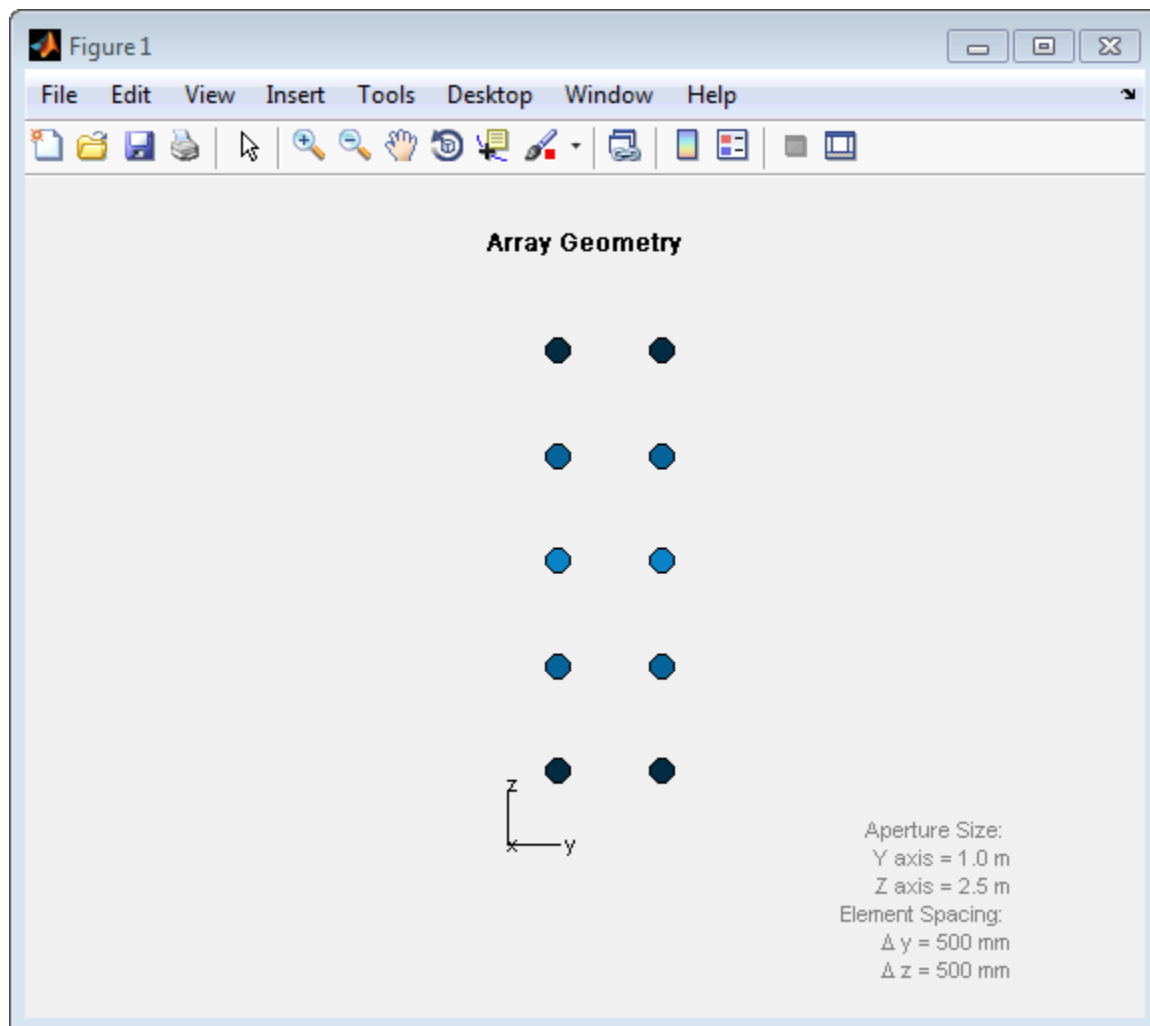 Figure 1
File Edit View Insert Tools Desktop Window Help
Array Geometry
z
x y
Aperture Size:
Y axis = 1.0 m
Z axis = 2.5 m
Element Spacing:
Δ y = 500 mm
Δ z = 500 mm